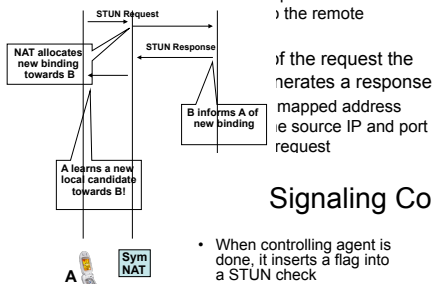 STUN Request
o the remote
NAT allocates
new binding
towards B
STUN Response
of the request the
nerates a response
mapped address
e source IP and port
request
B informs A of
new binding
A learns a new
local candidate
towards B!
Signaling Co
• When controlling agent is
done, it inserts a flag into
a STUN check
Sym
NAT
A